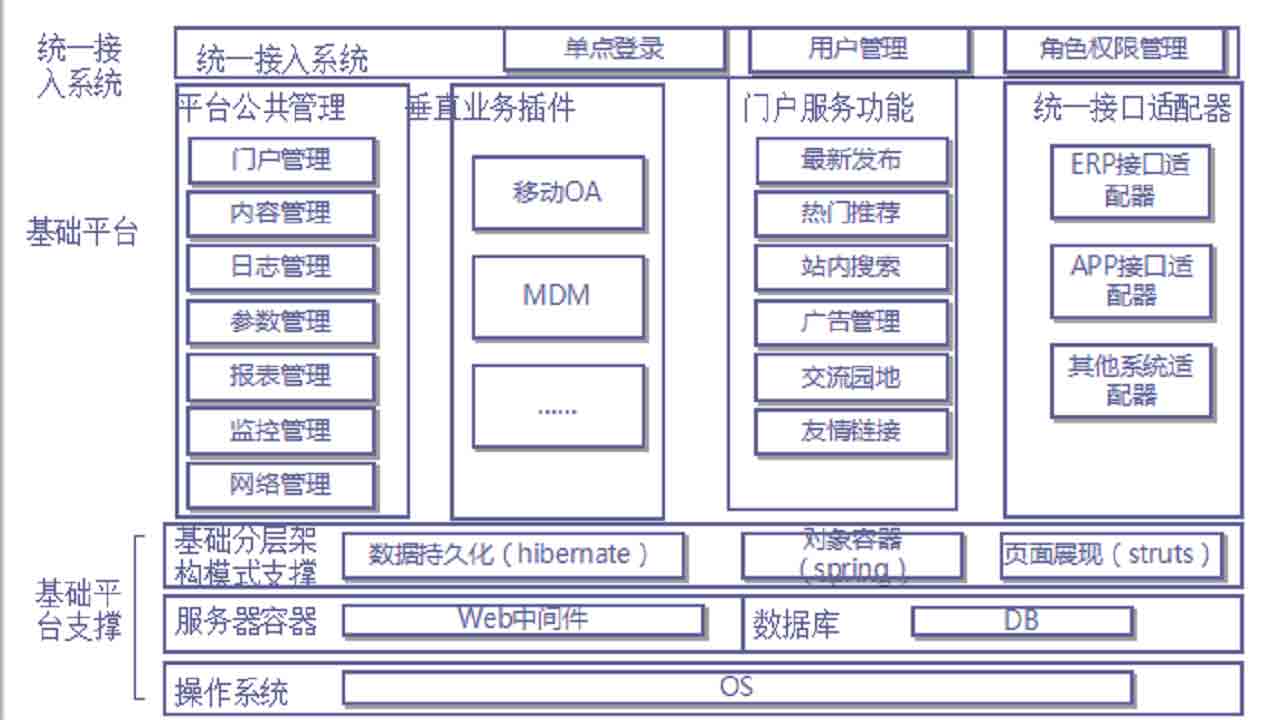 统一接
入系统
统一接入系统
单点登录
用户管理
角色权限管理
基础平台
平台公共管理
门户管理
内容管理
日志管理
参数管理
报表管理
监控管理
网络管理
垂直业务插件
移动OA
MDM
......
门户服务功能
最新发布
热门推荐
站内搜索
广告管理
交流园地
友情链接
统一接口适配器
ERP接口适
配器
APP接口适
配器
其他系统适
配器
基础平
台支撑
基础分层架
构模式支撑
数据持久化（hibernate）
对象容器
（spring）
页面展现（struts）
服务器容器
Web中间件
数据库
DB
操作系统
OS